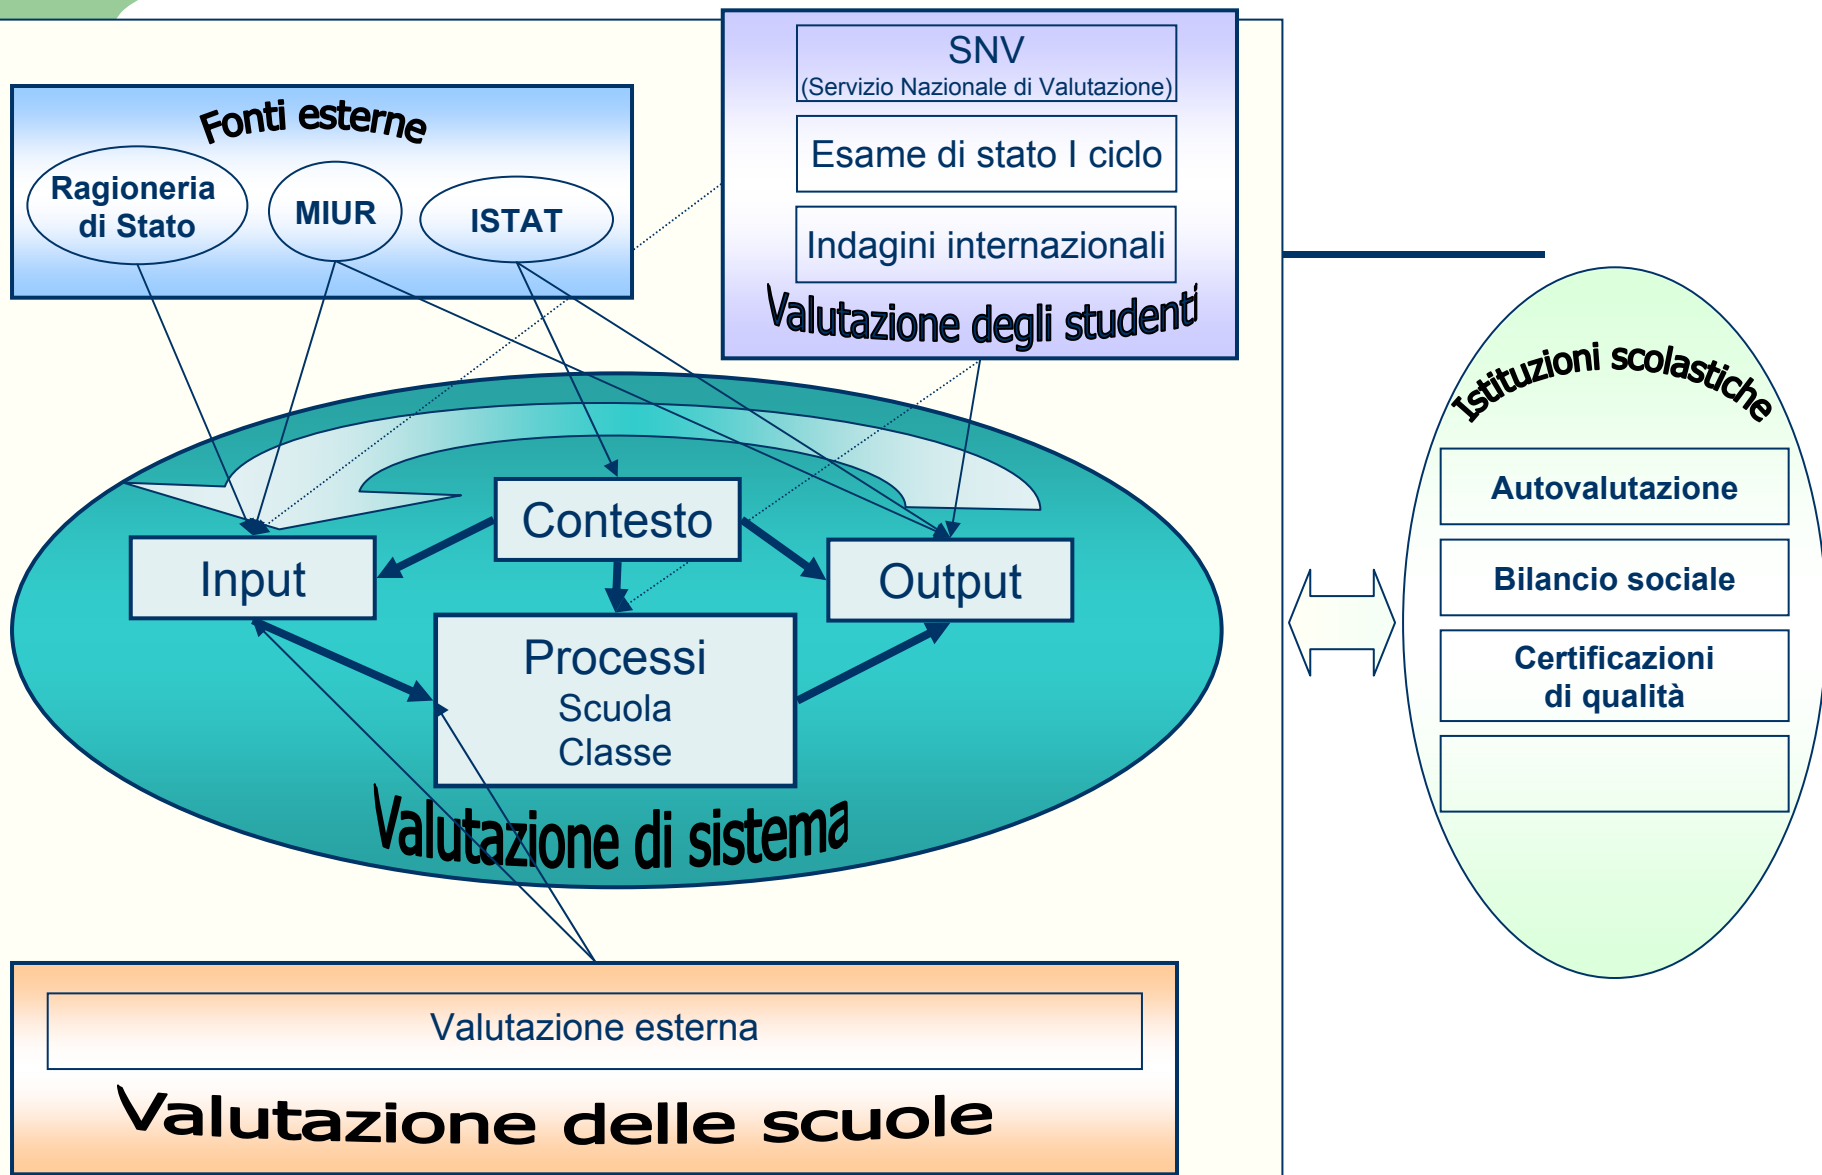 SNV
(Servizio Nazionale di Valutazione)
Esame di stato I ciclo
Indagini internazionali
Valutazione degli studenti
Fonti esterne
Ragioneria
di Stato
MIUR
ISTAT
Contesto
Input
Output
Processi
Scuola
Classe
Valutazione di sistema
Valutazione esterna
Valutazione delle scuole
Istituzioni scolastiche
Autovalutazione
Bilancio sociale
Certificazioni
di qualità